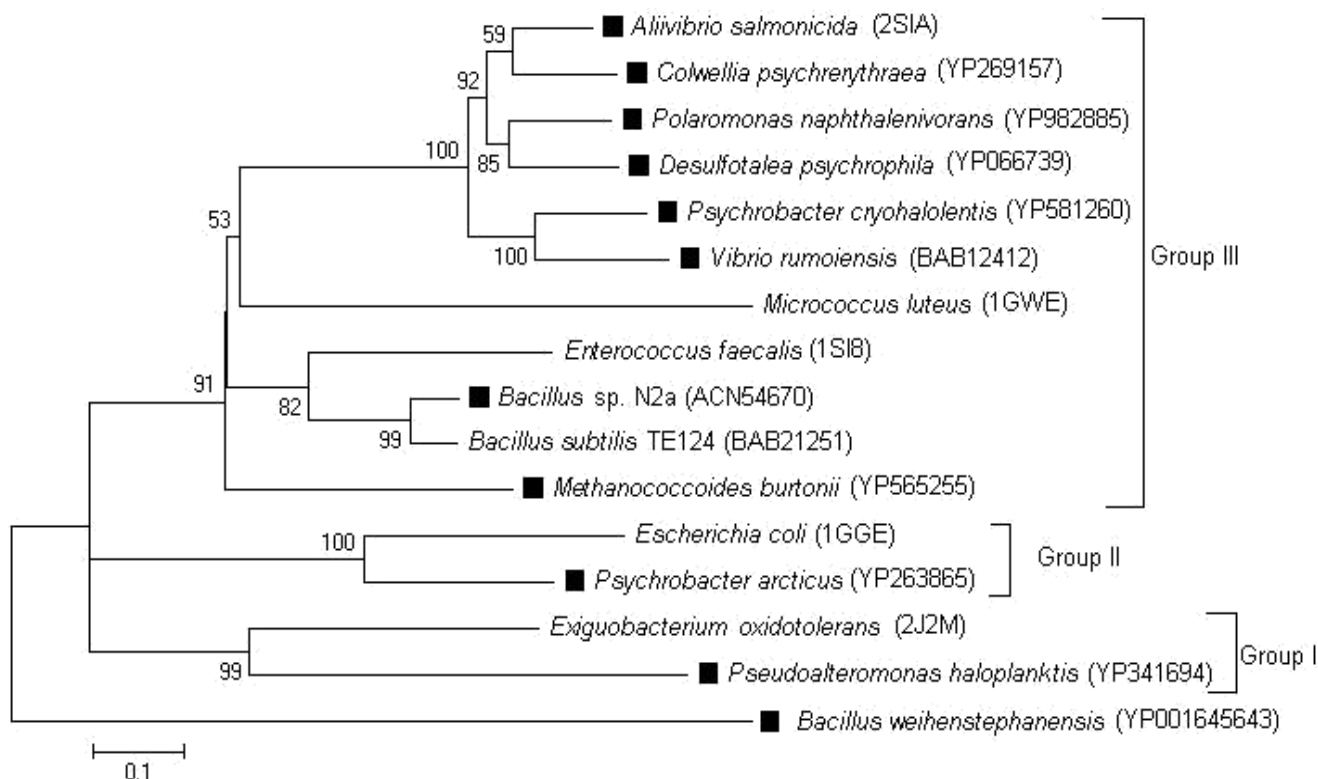 59
Aliivibrio salmonicida (2SIA)
Colwellia psychrerythraea (YP269157)
92
Polaromonas naphthalenivorans (YP982885)
100
85
Desulfotalea psychrophila (YP066739)
53
Psychrobacter cryohalolentis (YP581260)
100
Vibrio rumoiensis (BAB12412)
Group III
Micrococcus luteus (1GWE)
Enterococcus faecalis (1SI8)
91
82
Bacillus sp. N2a (ACN54670)
99
Bacillus subtilis TE124 (BAB21251)
Methanococcoides burtonii (YP565255)
100
Escherichia coli (1GGE)
Group II
Psychrobacter arcticus (YP263865)
Exiguobacterium oxidotolerans (2J2M)
Group I
99
Pseudoalteromonas haloplanktis (YP341694)
Bacillus weihenstephanensis (YP001645643)
0.1